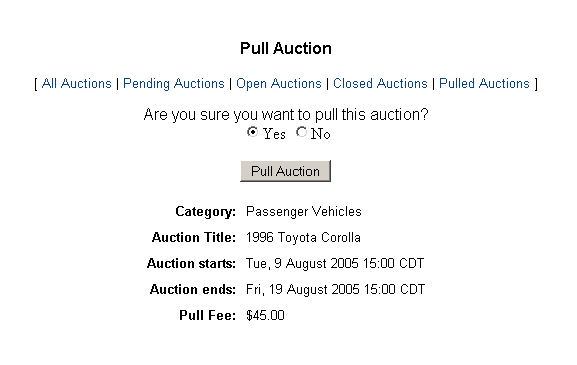 Pull Auction
[ All Auctions | Pending Auctions | Open Auctions | Closed Auctions | Pulled Auctions ]
Are you sure you want to pull this auction?
Yes No
Pull Auction
Category: Passenger Vehicles
Auction Title: 1996 Toyota Corolla
Auction starts: Tue, 9 August 2005 15:00 CDT
Auction ends: Fri, 19 August 2005 15:00 CDT
Pull Fee: $45.00